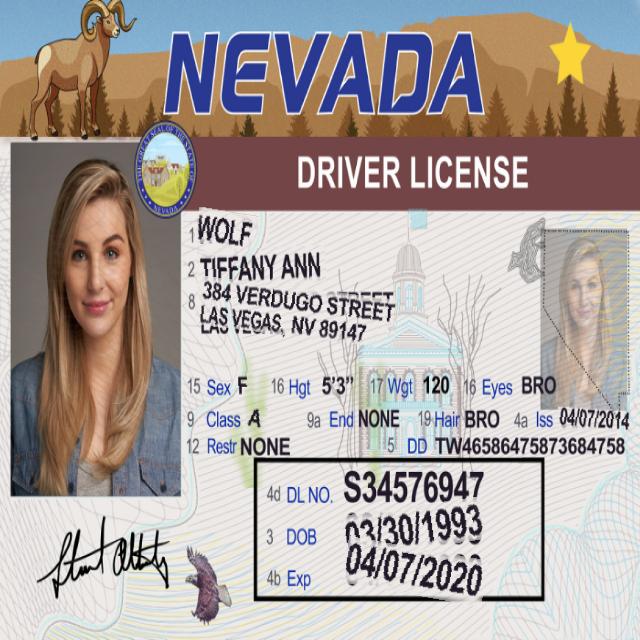 NEVADA
DRIVER LICENSE
THE GREAT SEAL OF THE STATE OF NEVADA
1 WOLF
2 TIFFANY ANN
8 384 VERDUGO STREET
LAS VEGAS, NV 89147
15 Sex F 16 Hgt 5'3" 17 Wgt 120 16 Eyes BRO
9 Class A 9a End NONE 19 Hair BRO 4a Iss 04/07/2014
12 Restr NONE 5 DD TW46586475873684758
4d DL NO. S34576947
3 DOB 03/30/1993
4b Exp 04/07/2020